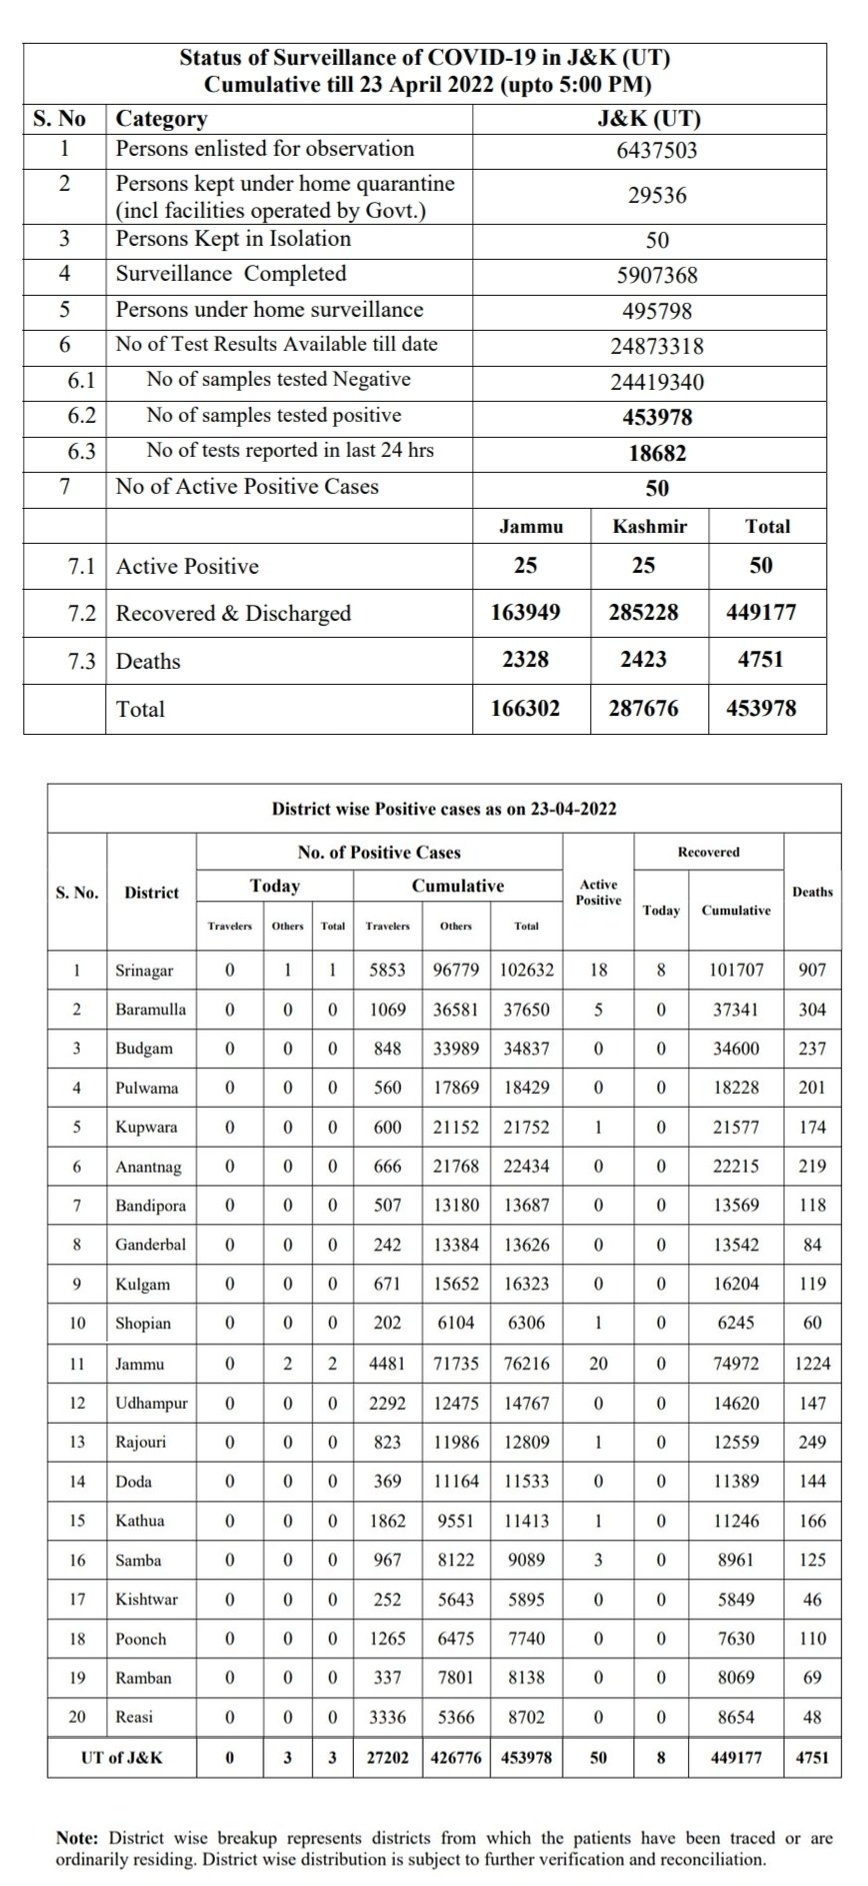 Status of Surveillance of COVID-19 in J&K (UT)
Cumulative till 23 April 2022 (upto 5:00 PM)
S. No Category J&K (UT)
1 Persons enlisted for observation 6437503
2 Persons kept under home quarantine
(incl facilities operated by Govt.) 29536
3 Persons Kept in Isolation 50
4 Surveillance Completed 5907368
5 Persons under home surveillance 495798
6 No of Test Results Available till date 24873318
6.1 No of samples tested Negative 24419340
6.2 No of samples tested positive 453978
6.3 No of tests reported in last 24 hrs 18682
7 No of Active Positive Cases 50
Jammu Kashmir Total
7.1 Active Positive 25 25 50
7.2 Recovered & Discharged 163949 285228 449177
7.3 Deaths 2328 2423 4751
Total 166302 287676 453978
District wise Positive cases as on 23-04-2022
S. No. District No. of Positive Cases Active Positive Recovered Deaths
Today Cumulative Today Cumulative
Travelers Others Total Travelers Others Total
1 Srinagar 0 1 1 5853 96779 102632 18 8 101707 907
2 Baramulla 0 0 0 1069 36581 37650 5 0 37341 304
3 Budgam 0 0 0 848 33989 34837 0 0 34600 237
4 Pulwama 0 0 0 560 17869 18429 0 0 18228 201
5 Kupwara 0 0 0 600 21152 21752 1 0 21577 174
6 Anantnag 0 0 0 666 21768 22434 0 0 22215 219
7 Bandipora 0 0 0 507 13180 13687 0 0 13569 118
8 Ganderbal 0 0 0 242 13384 13626 0 0 13542 84
9 Kulgam 0 0 0 671 15652 16323 0 0 16204 119
10 Shopian 0 0 0 202 6104 6306 1 0 6245 60
11 Jammu 0 2 2 4481 71735 76216 20 0 74972 1224
12 Udhampur 0 0 0 2292 12475 14767 0 0 14620 147
13 Rajouri 0 0 0 823 11986 12809 1 0 12559 249
14 Doda 0 0 0 369 11164 11533 0 0 11389 144
15 Kathua 0 0 0 1862 9551 11413 1 0 11246 166
16 Samba 0 0 0 967 8122 9089 3 0 8961 125
17 Kishtwar 0 0 0 252 5643 5895 0 0 5849 46
18 Poonch 0 0 0 1265 6475 7740 0 0 7630 110
19 Ramban 0 0 0 337 7801 8138 0 0 8069 69
20 Reasi 0 0 0 3336 5366 8702 0 0 8654 48
UT of J&K 0 3 3 27202 426776 453978 50 8 449177 4751
Note: District wise breakup represents districts from which the patients have been traced or are
ordinarily residing. District wise distribution is subject to further verification and reconciliation.